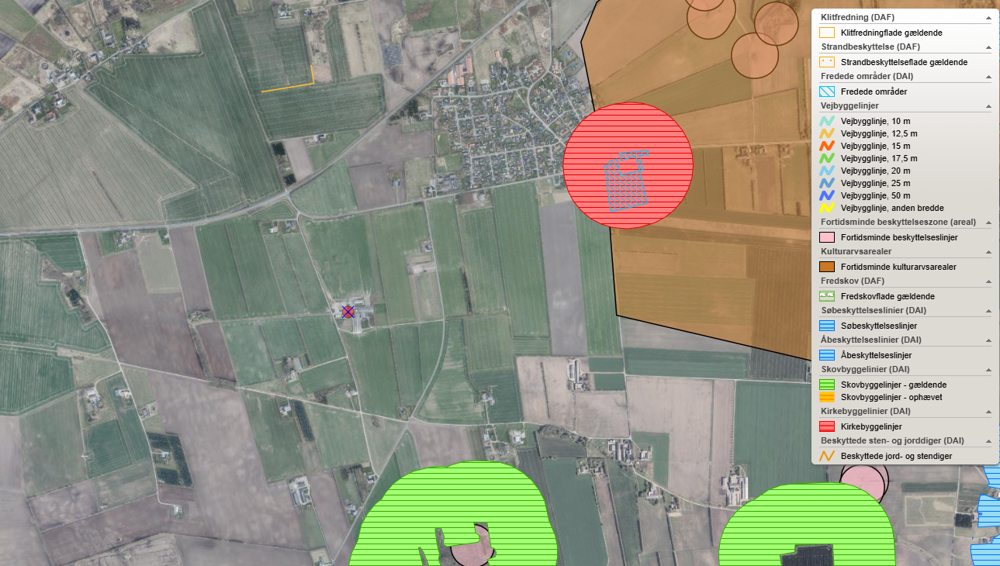 Klitfredning (DAF)
Klitfredningflade gældende
Strandbeskyttelse (DAF)
Strandbeskyttelseflade gældende
Fredede områder (DAI)
Fredede områder
Vejbyggelinjer
Vejbygglinje, 10 m
Vejbygglinje, 12,5 m
Vejbygglinje, 15 m
Vejbygglinje, 17,5 m
Vejbygglinje, 20 m
Vejbygglinje, 25 m
Vejbygglinje, 50 m
Vejbygglinje, anden bredde
Fortidsminde beskyttelseszone (areal)
Fortidsminde beskyttelseslinjer
Kulturarvsarealer
Fortidsminde kulturarvsarealer
Fredskov (DAF)
Fredskovflade gældende
Søbeskyttelseslinier (DAI)
Søbeskyttelseslinjer
Åbeskyttelseslinier (DAI)
Åbeskyttelseslinjer
Skovbyggelinier (DAI)
Skovbyggelinjer - gældende
Skovbyggelinjer - ophævet
Kirkebyggelinier (DAI)
Kirkebyggelinjer
Beskyttede sten- og jorddiger (DAI)
Beskyttede jord- og stendiger